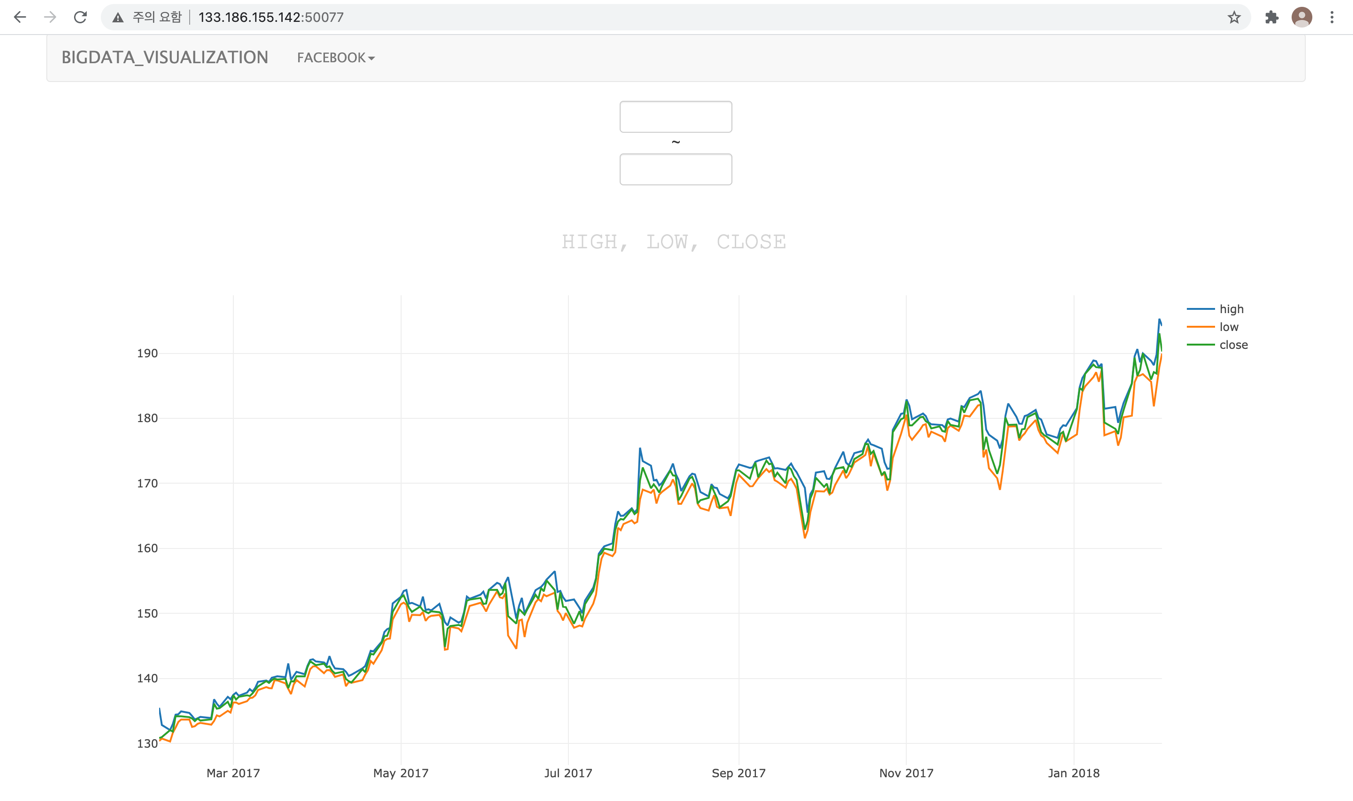 주의 요함 133.186.155.142:50077
BIGDATA_VISUALIZATION FACEBOOK
~
HIGH, LOW, CLOSE
high
low
close
190
180
170
160
150
140
130
Mar 2017 May 2017 Jul 2017 Sep 2017 Nov 2017 Jan 2018